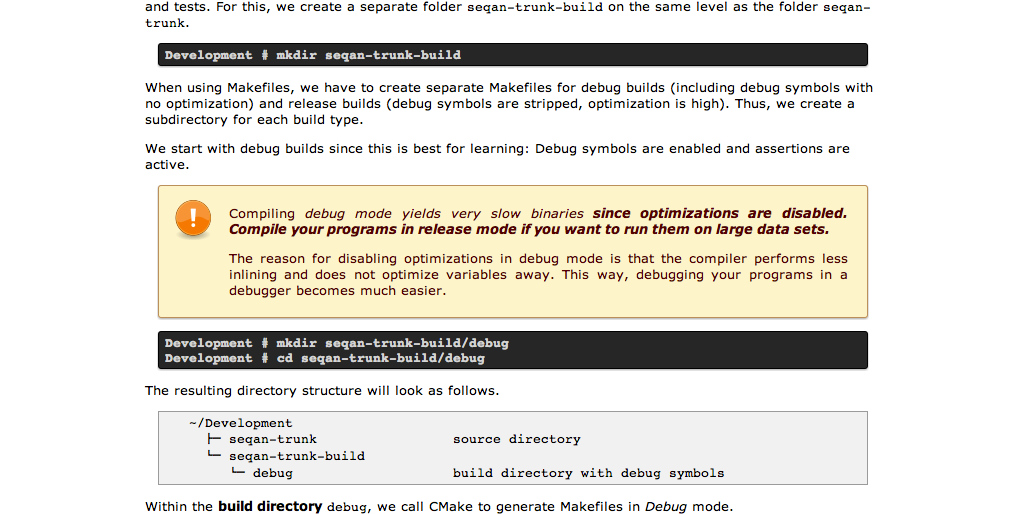 and tests. For this, we create a separate folder seqan-trunk-build on the same level as the folder seqan-
trunk.
Development # mkdir seqan-trunk-build
When using Makefiles, we have to create separate Makefiles for debug builds (including debug symbols with
no optimization) and release builds (debug symbols are stripped, optimization is high). Thus, we create a
subdirectory for each build type.
We start with debug builds since this is best for learning: Debug symbols are enabled and assertions are
active.
Compiling debug mode yields very slow binaries since optimizations are disabled.
Compile your programs in release mode if you want to run them on large data sets.
The reason for disabling optimizations in debug mode is that the compiler performs less
inlining and does not optimize variables away. This way, debugging your programs in a
debugger becomes much easier.
Development # mkdir seqan-trunk-build/debug
Development # cd seqan-trunk-build/debug
The resulting directory structure will look as follows.
~/Development
├─ seqan-trunk source directory
└─ seqan-trunk-build
└─ debug build directory with debug symbols
Within the build directory debug, we call CMake to generate Makefiles in Debug mode.